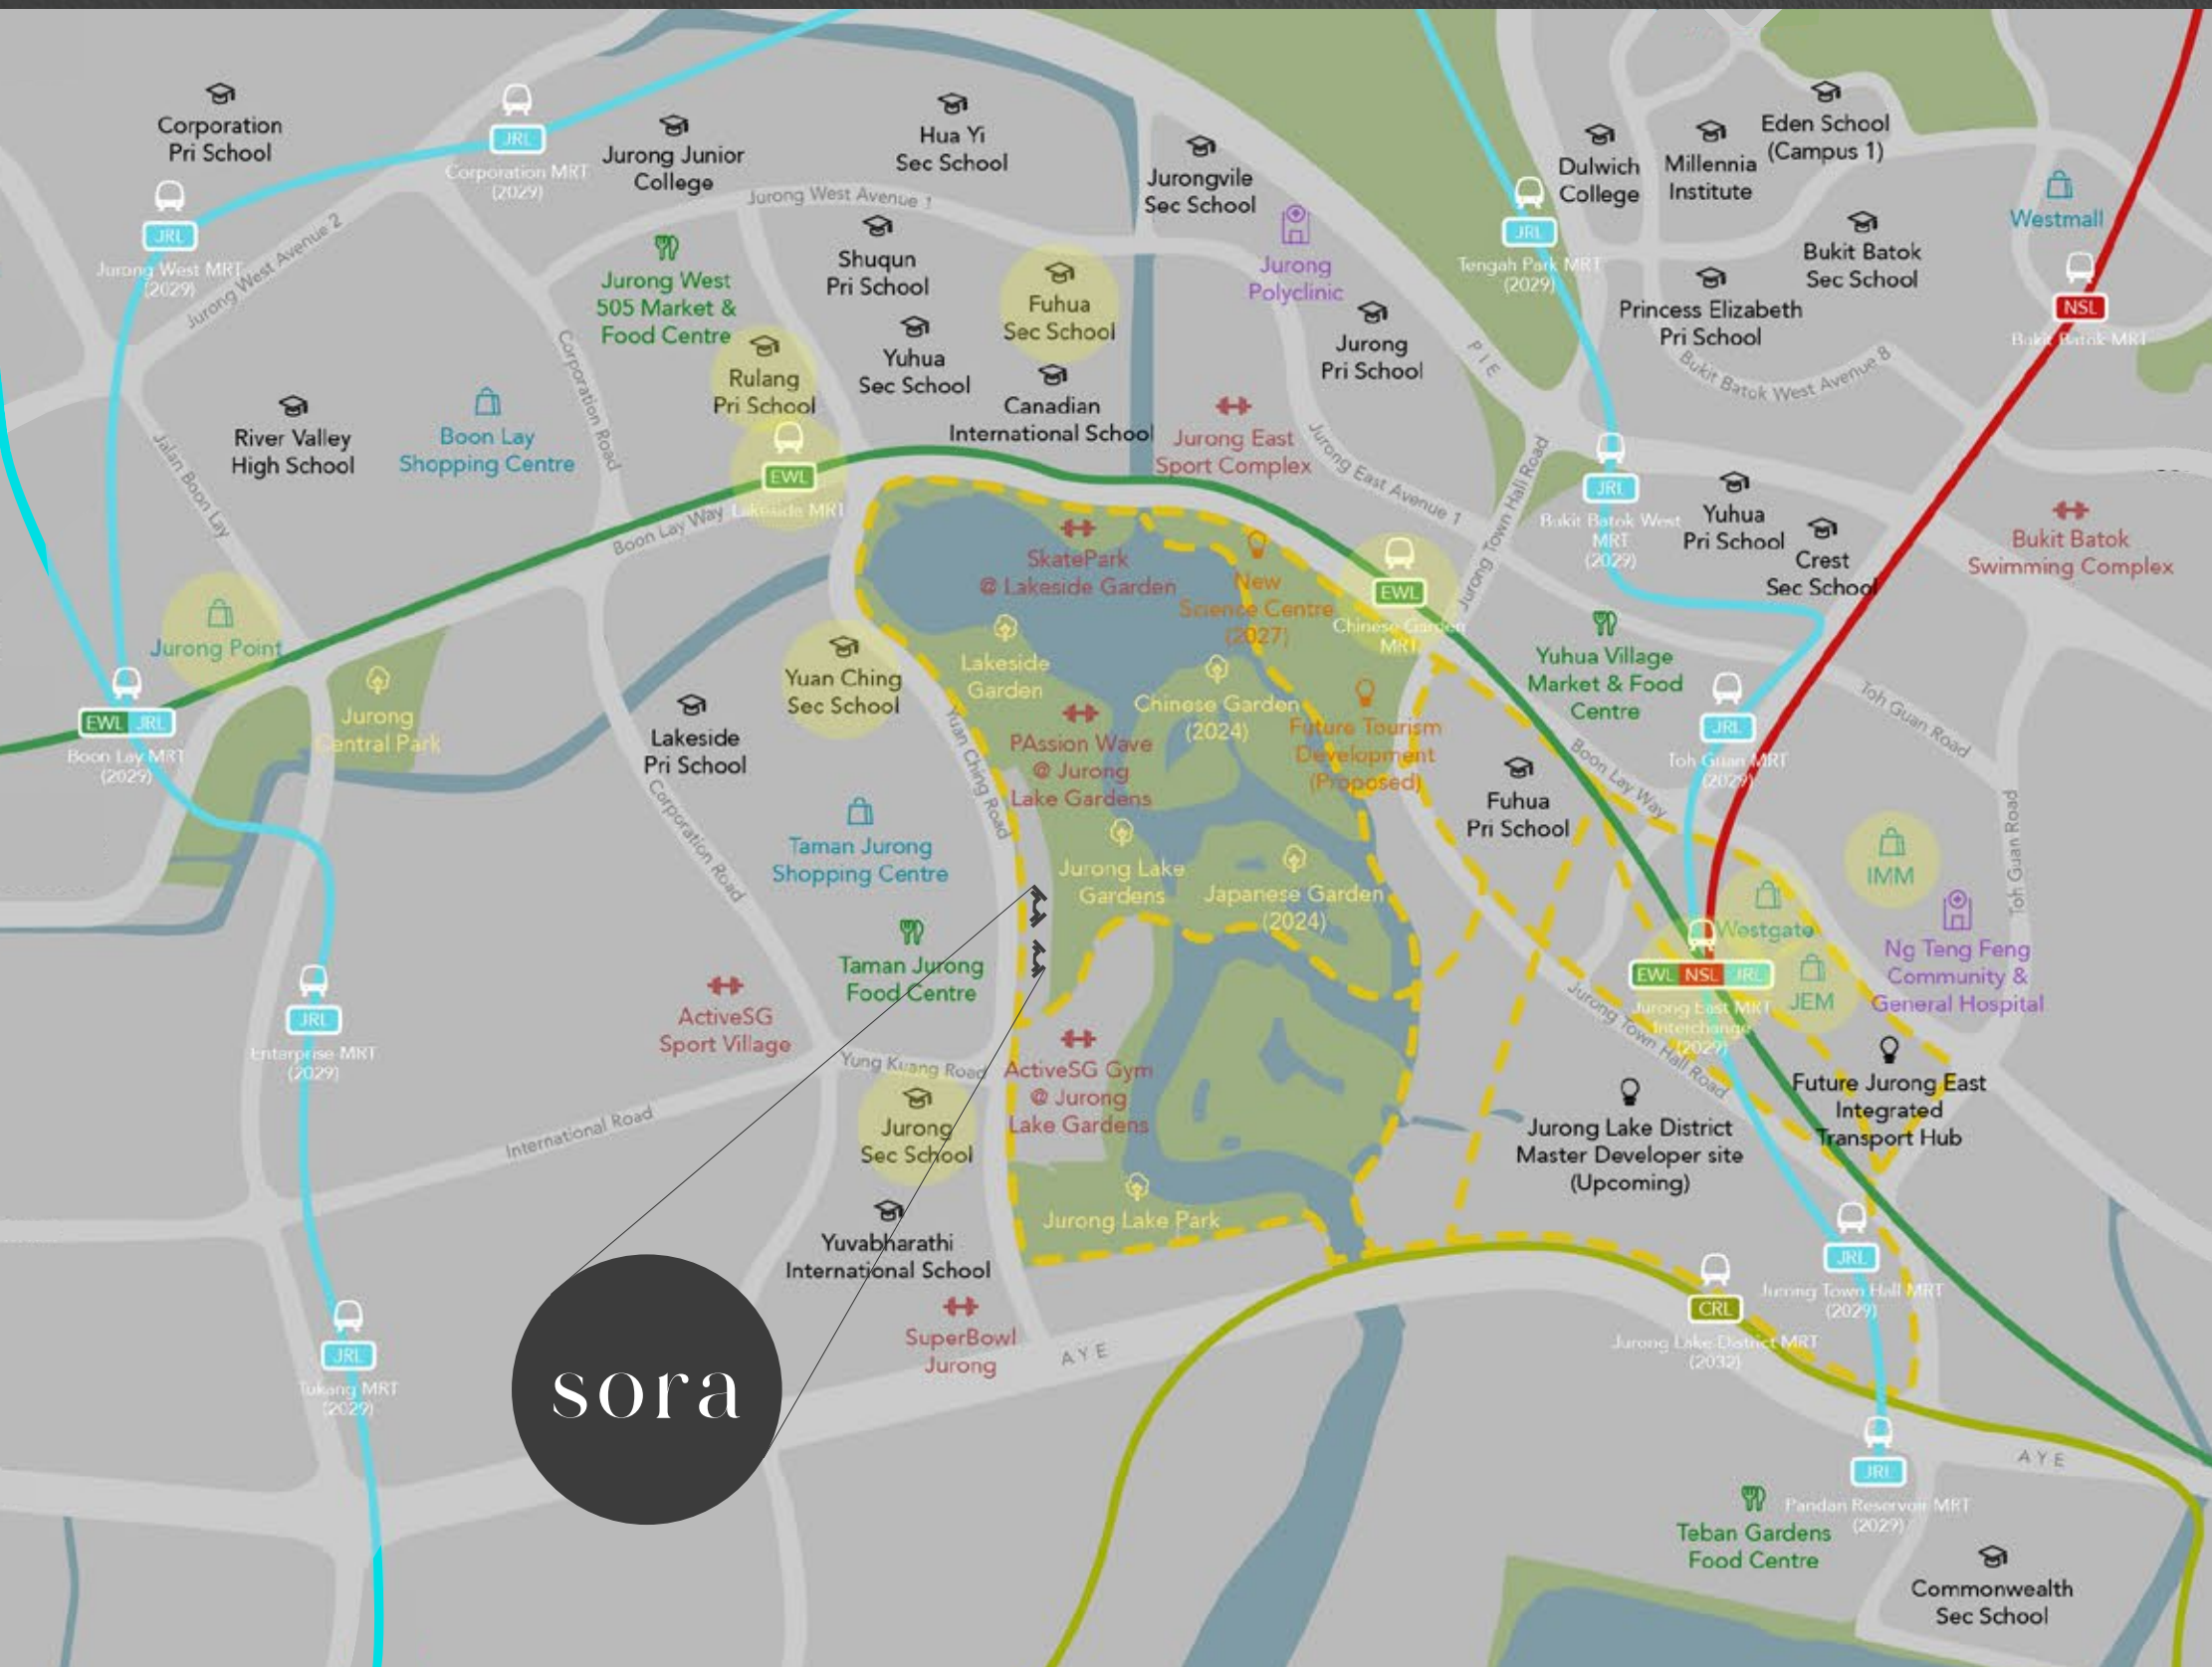 Corporation
Pri School
JRL
Corporation MRT
(2029)
Jurong Junior
College
Hua Yi
Sec School
Jurongvile
Sec School
Dulwich
College
Millennia
Institute
Eden School
(Campus 1)
Westmall
JRL
Jurong West MRT
(2029)
Jurong West Avenue 2
Jurong West Avenue 1
Jurong West
505 Market &
Food Centre
Shuqun
Pri School
Fuhua
Sec School
Jurong
Polyclinic
JRL
Tengah Park MRT
(2029)
Bukit Batok
Sec School
Princess Elizabeth
Pri School
NSL
Bukit Batok MRT
Rulang
Pri School
Yuhua
Sec School
Canadian
International School
Jurong
Pri School
PIE
Bukit Batok West Avenue 8
River Valley
High School
Boon Lay
Shopping Centre
Corporation Road
Jalan Boon Lay
EWL
Lakeside MRT
Boon Lay Way
Jurong East
Sport Complex
Jurong East Avenue 1
Jurong Town Hall Road
JRL
Bukit Batok West
MRT
(2029)
Yuhua
Pri School
Crest
Sec School
Bukit Batok
Swimming Complex
SkatePark
@ Lakeside Garden
New
Science Centre
(2027)
EWL
Chinese Garden
MRT
Jurong Point
EWL JRL
Boon Lay MRT
(2029)
Jurong
Central Park
Yuan Ching
Sec School
Lakeside
Pri School
Lakeside
Garden
Chinese Garden
(2024)
PAssion Wave
@ Jurong
Lake Gardens
Future Tourism
Development
(Proposed)
Yuhua Village
Market & Food
Centre
JRL
Toh Guan MRT
(2029)
Toh Guan Road
Boon Lay Way
Fuhua
Pri School
Yuan Ching Road
Corporation Road
Taman Jurong
Shopping Centre
Jurong Lake
Gardens
Japanese Garden
(2024)
IMM
Toh Guan Road
Westgate
EWL NSL JRL
Jurong East MRT
Interchange
(2029)
JEM
Ng Teng Feng
Community &
General Hospital
Taman Jurong
Food Centre
ActiveSG
Sport Village
JRL
Enterprise MRT
(2029)
Yung Kuang Road
Jurong Town Hall Road
ActiveSG Gym
@ Jurong
Lake Gardens
Future Jurong East
Integrated
Transport Hub
Jurong Lake District
Master Developer site
(Upcoming)
International Road
Jurong
Sec School
Yuvabharathi
International School
Jurong Lake Park
JRL
Jurong Town Hall MRT
(2029)
CRL
Jurong Lake District MRT
(2032)
SuperBowl
Jurong
AYE
JRL
Tukang MRT
(2029)
sora
AYE
JRL
Pandan Reservoir MRT
(2029)
Teban Gardens
Food Centre
Commonwealth
Sec School